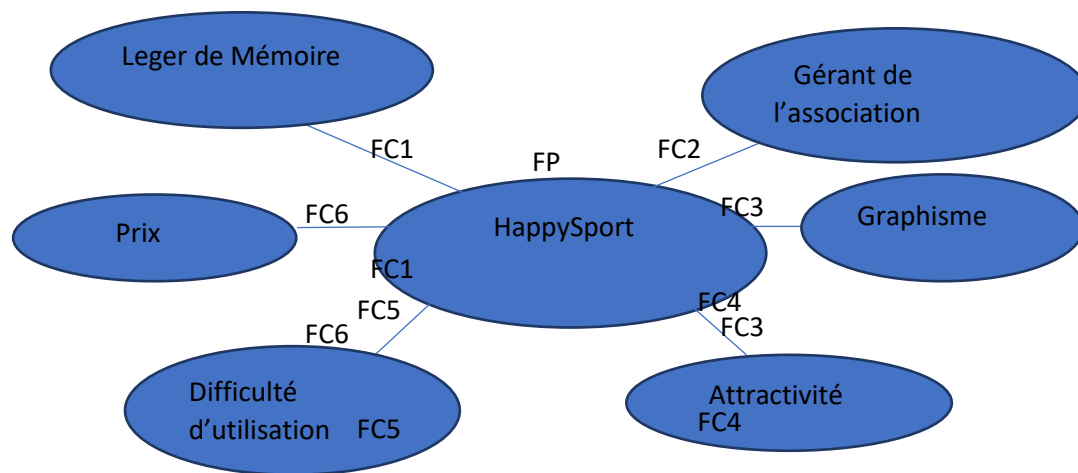 Leger de Mémoire
Gérant de
l’association
FC1
FP
FC2
Prix
FC6
HappySport
FC3
Graphisme
FC1
FC5
FC4
FC6
FC3
Difficulté
d’utilisation
FC5
Attractivité
FC4